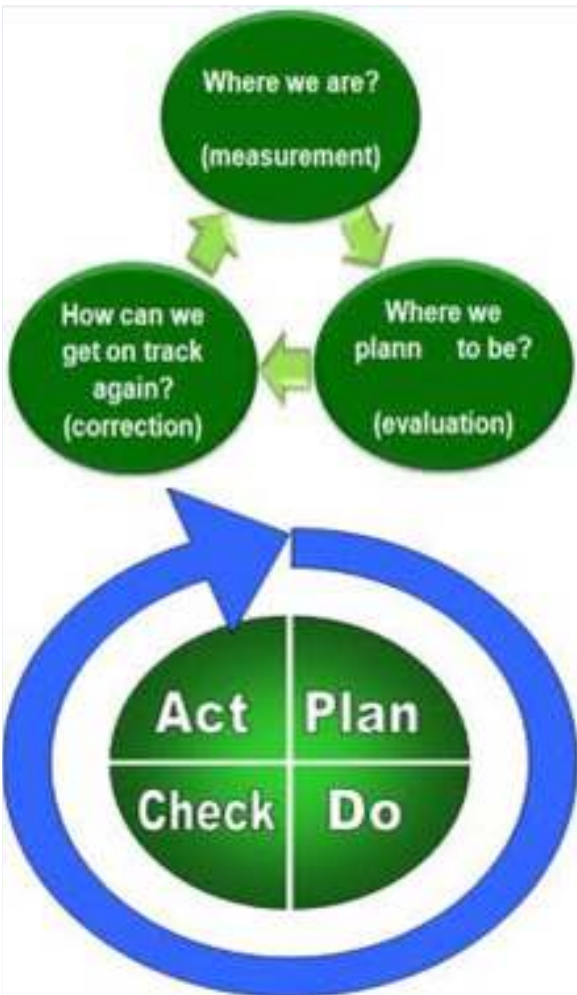 Where we are?
(measurement)
Where we
plann to be?
(evaluation)
How can we
get on track
again?
(correction)
Act Plan
Check Do